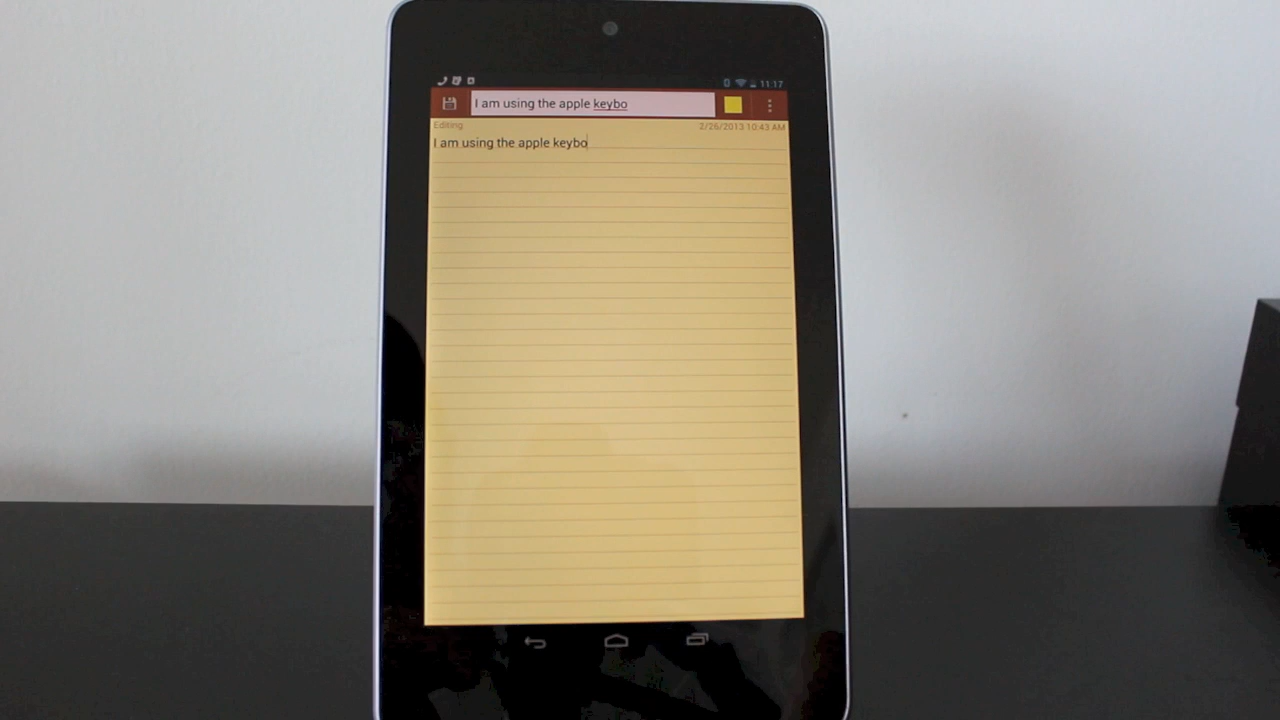 11:17
I am using the apple keybo
Editing 2/26/2013 10:43 AM
I am using the apple keybo